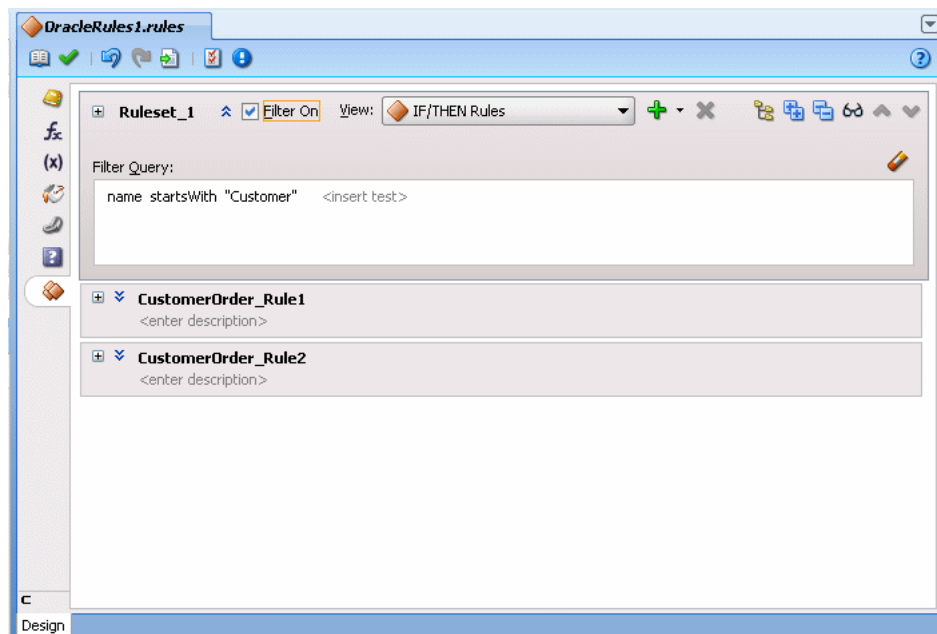 OracleRules1.rules
Ruleset_1 Filter On View: IF/THEN Rules
fx
(x)
Filter Query:
name startsWith "Customer" <insert test>
CustomerOrder_Rule1
<enter description>
CustomerOrder_Rule2
<enter description>
Design